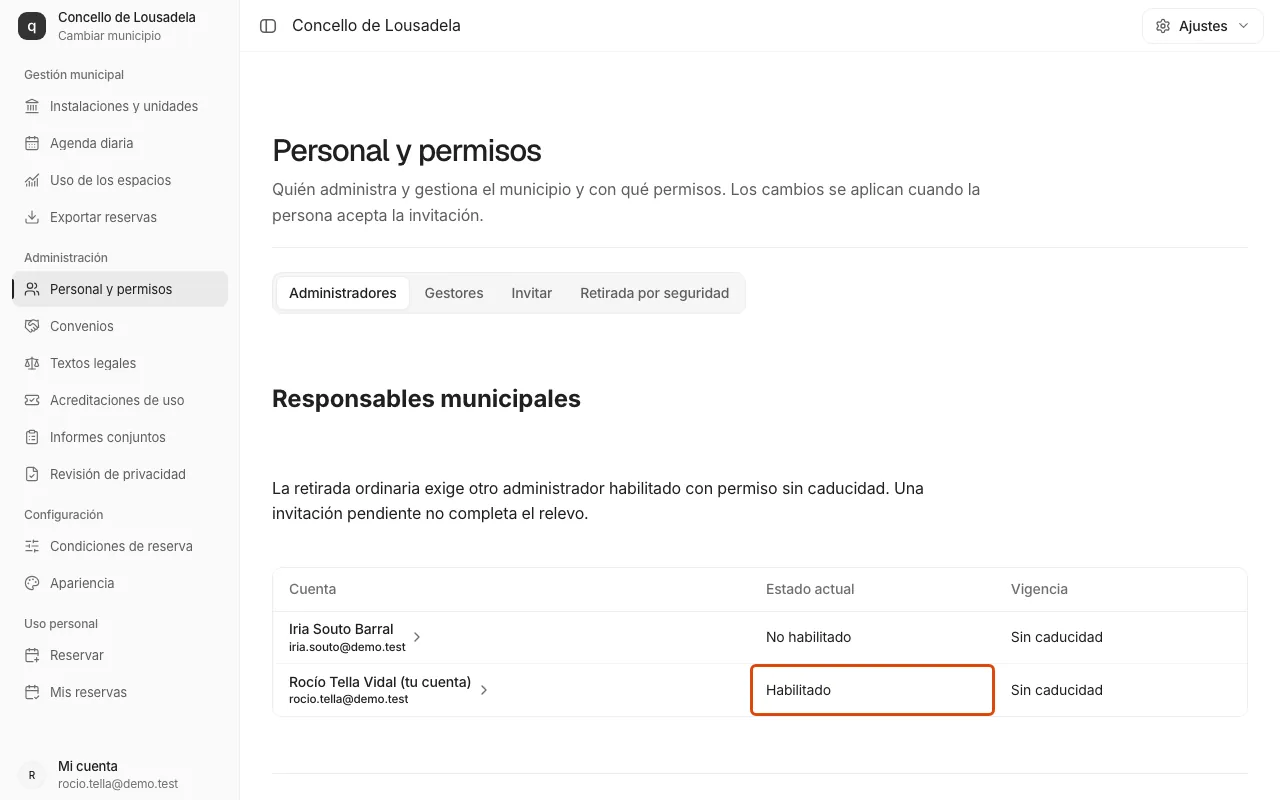 q
Concello de Lousadela
Cambiar municipio
Gestión municipal
Instalaciones y unidades
Agenda diaria
Uso de los espacios
Exportar reservas
Administración
Personal y permisos
Convenios
Textos legales
Acreditaciones de uso
Informes conjuntos
Revisión de privacidad
Configuración
Condiciones de reserva
Apariencia
Uso personal
Reservar
Mis reservas
R
Mi cuenta
rocio.tella@demo.test
Concello de Lousadela
Ajustes
Personal y permisos
Quién administra y gestiona el municipio y con qué permisos. Los cambios se aplican cuando la
persona acepta la invitación.
Administradores Gestores Invitar Retirada por seguridad
Responsables municipales
La retirada ordinaria exige otro administrador habilitado con permiso sin caducidad. Una
invitación pendiente no completa el relevo.
Cuenta Estado actual Vigencia
Iria Souto Barral
iria.souto@demo.test
No habilitado Sin caducidad
Rocío Tella Vidal (tu cuenta)
rocio.tella@demo.test
Habilitado Sin caducidad